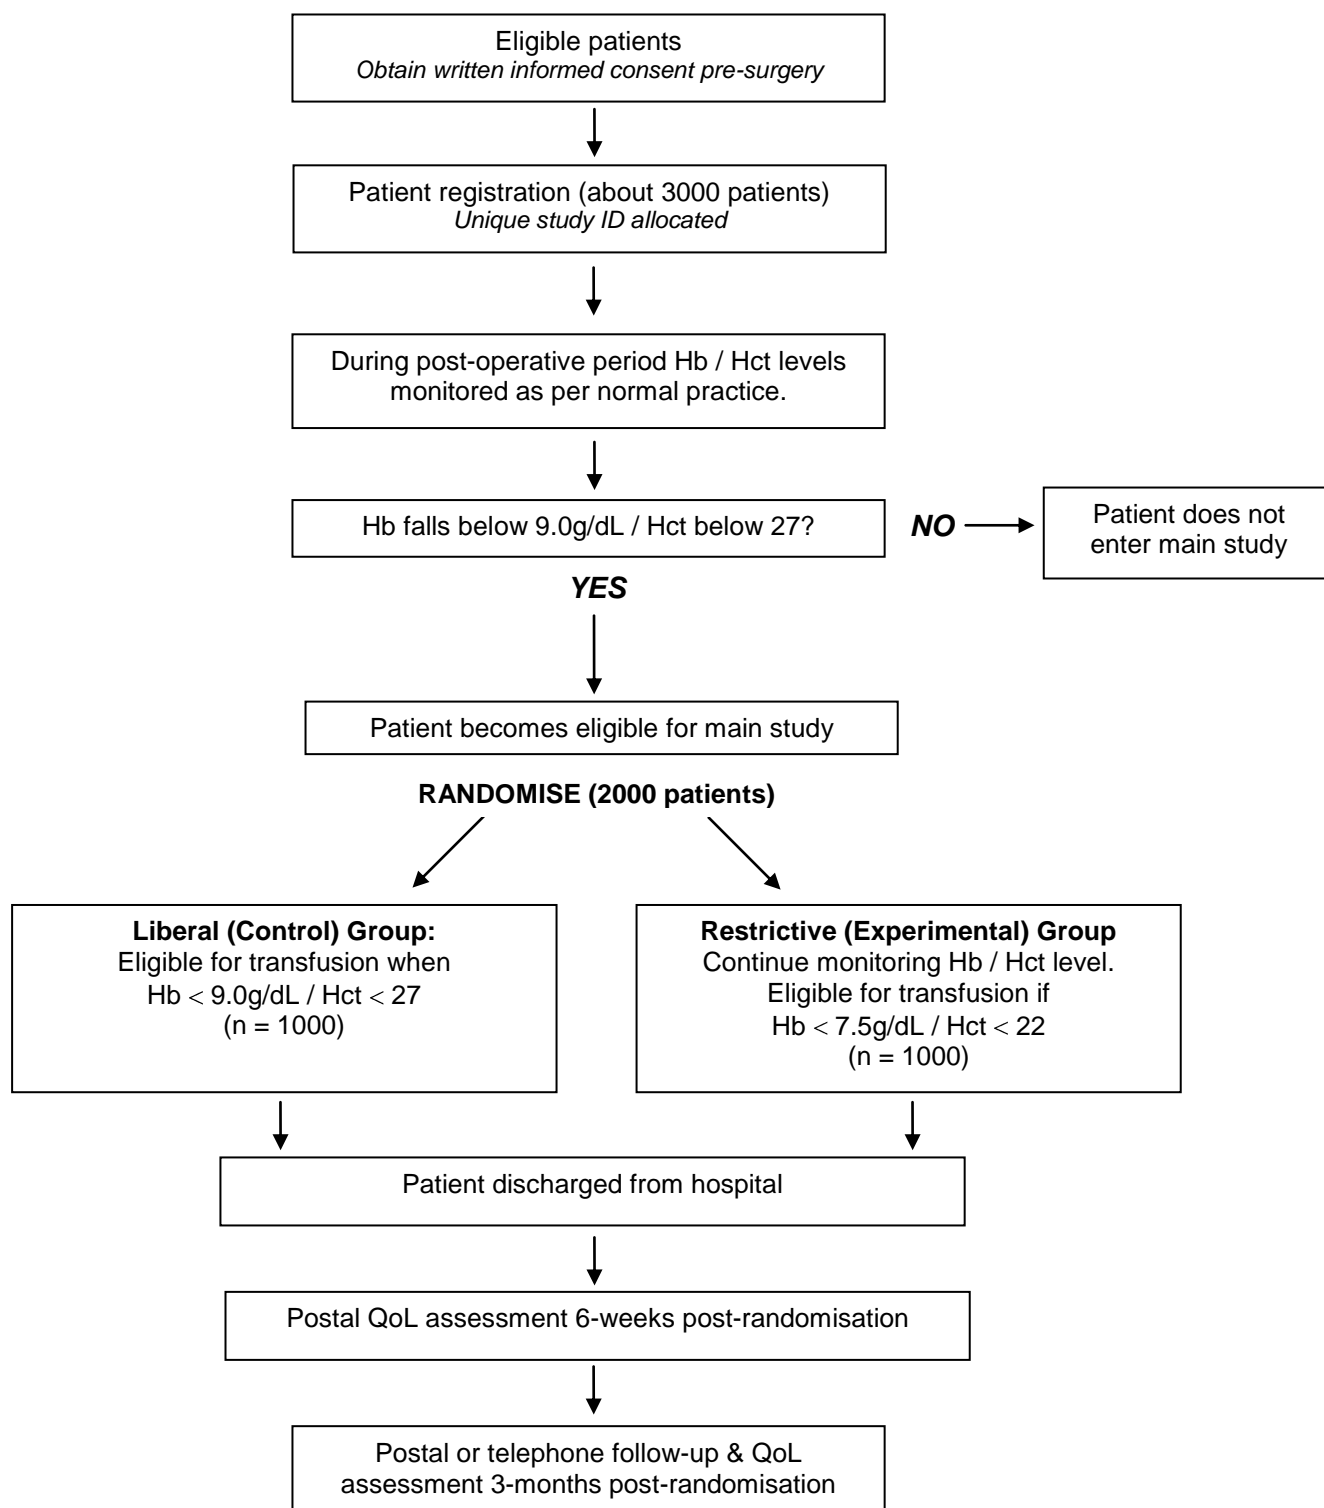 Eligible patients
Obtain written informed consent pre-surgery
Patient registration (about 3000 patients)
Unique study ID allocated
During post-operative period Hb / Hct levels
monitored as per normal practice.
Hb falls below 9.0g/dL / Hct below 27?
NO
Patient does not
enter main study
YES
Patient becomes eligible for main study
RANDOMISE (2000 patients)
Liberal (Control) Group:
Eligible for transfusion when
Hb < 9.0g/dL / Hct < 27
(n = 1000)
Restrictive (Experimental) Group
Continue monitoring Hb / Hct level.
Eligible for transfusion if
Hb < 7.5g/dL / Hct < 22
(n = 1000)
Patient discharged from hospital
Postal QoL assessment 6-weeks post-randomisation
Postal or telephone follow-up & QoL
assessment 3-months post-randomisation